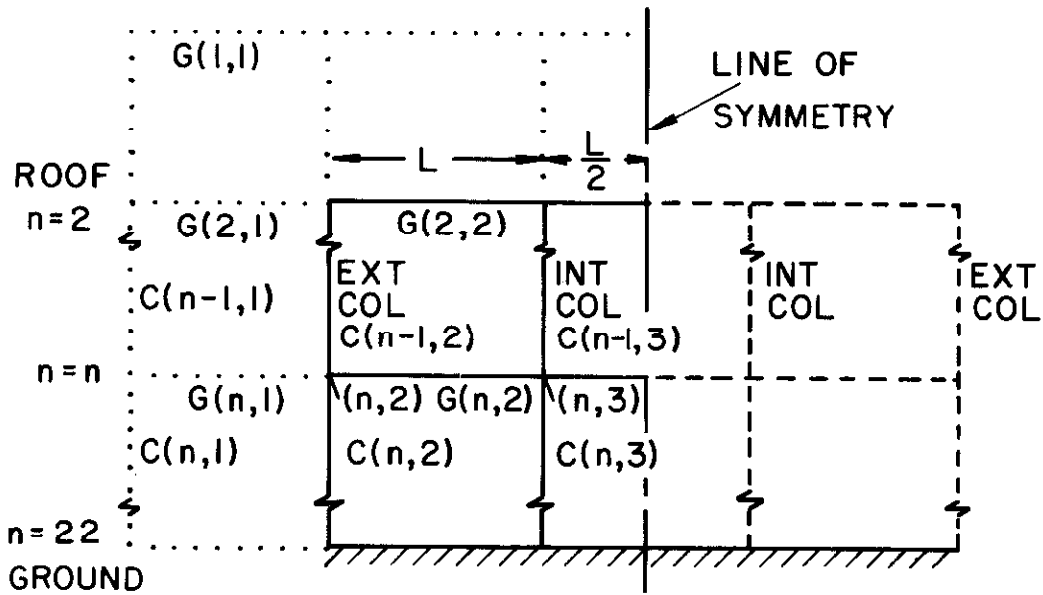 G(1,1)
LINE OF
SYMMETRY
L
L/2
ROOF
n=2
G(2,1)
G(2,2)
C(n-1,1)
EXT
COL
C(n-1,2)
INT
COL
C(n-1,3)
INT
COL
EXT
COL
n=n
G(n,1)
(n,2)
G(n,2)
(n,3)
C(n,1)
C(n,2)
C(n,3)
n=22
GROUND